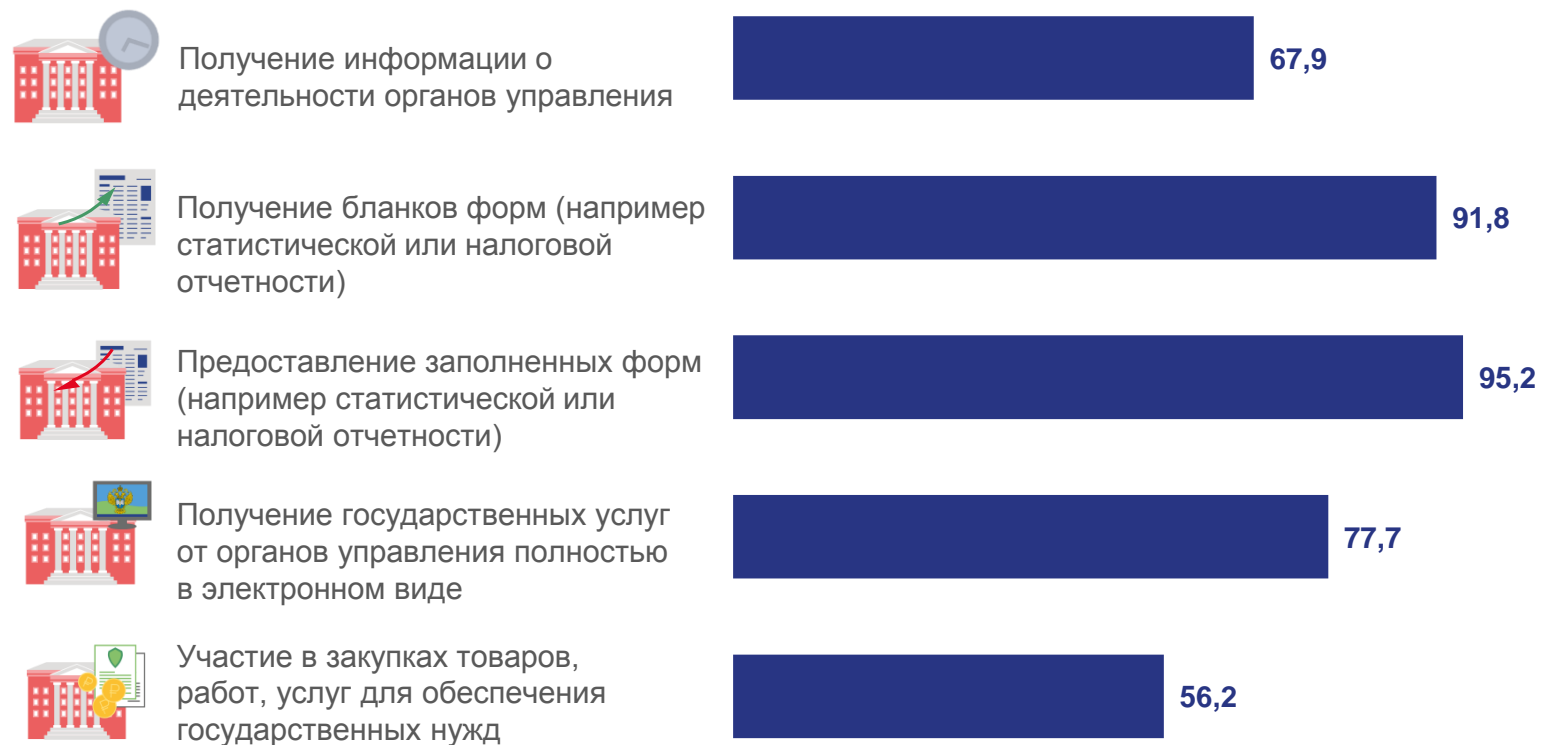 Получение информации о
деятельности органов управления
67,9
Получение бланков форм (например
статистической или налоговой
отчетности)
91,8
Предоставление заполненных форм
(например статистической или
налоговой отчетности)
95,2
Получение государственных услуг
от органов управления полностью
в электронном виде
77,7
Участие в закупках товаров,
работ, услуг для обеспечения
государственных нужд
56,2